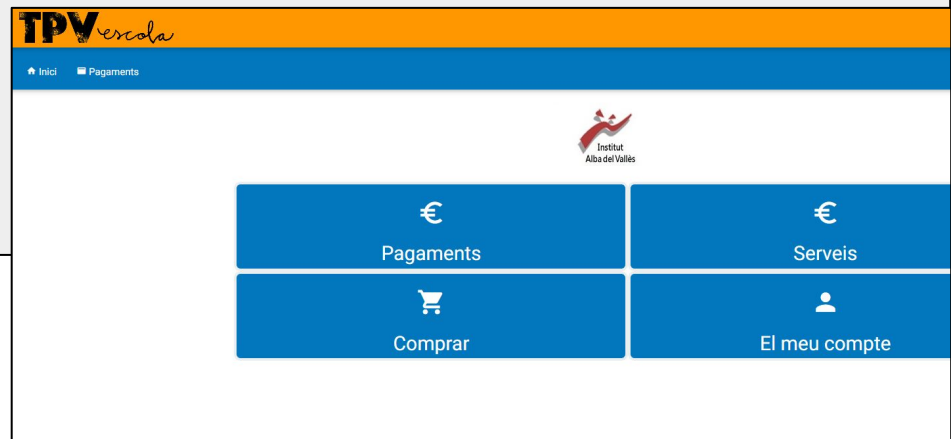 TPVescola
Inici Pagaments
Institut
Alba del Vallès
Pagaments Serveis
Comprar El meu compte